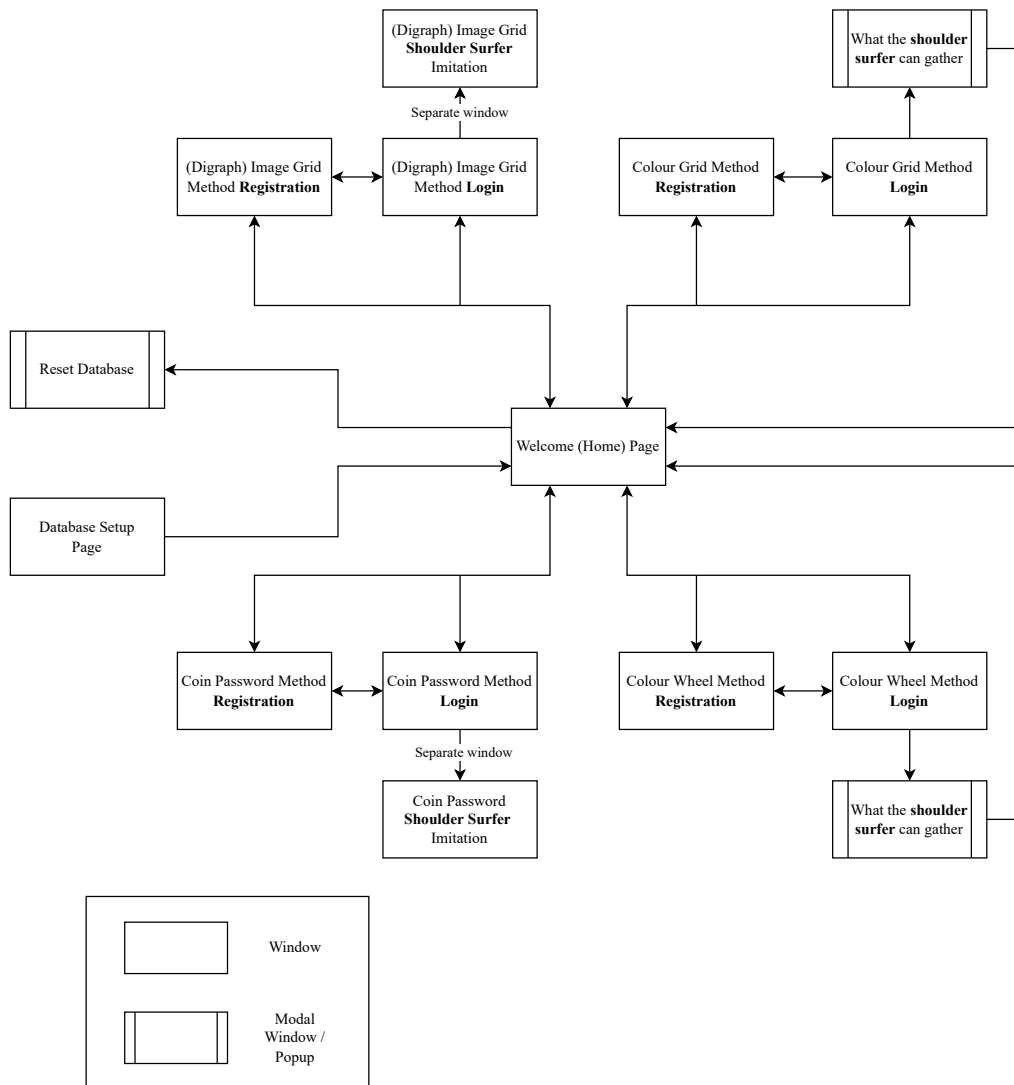 (Digraph) Image Grid
Shoulder Surfer
Imitation
What the shoulder
surfer can gather
Separate window
(Digraph) Image Grid
Method Registration
(Digraph) Image Grid
Method Login
Colour Grid Method
Registration
Colour Grid Method
Login
Reset Database
Welcome (Home) Page
Database Setup
Page
Coin Password Method
Registration
Coin Password Method
Login
Colour Wheel Method
Registration
Colour Wheel Method
Login
Separate window
Coin Password
Shoulder Surfer
Imitation
What the shoulder
surfer can gather
Window
Modal
Window /
Popup